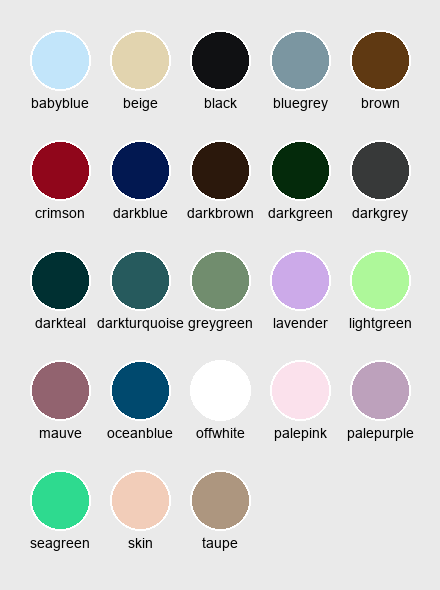 babyblue beige black bluegrey brown
crimson darkblue darkbrown darkgreen darkgrey
darkteal darkturquoise greygreen lavender lightgreen
mauve oceanblue offwhite palepink palepurple
seagreen skin taupe